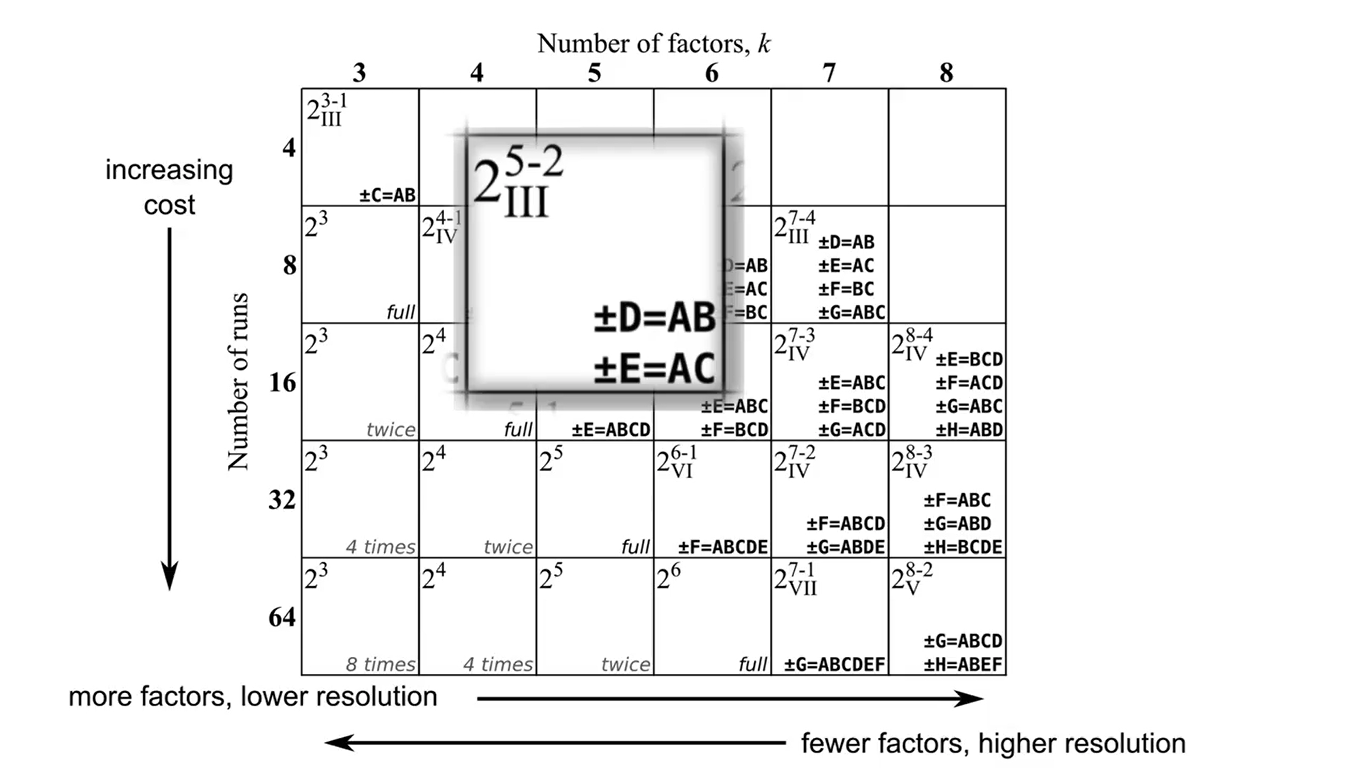 Number of factors, k
3 4 5 6 7 8
increasing
cost
Number of runs
4
2^{3-1}_{III}
±C=AB
8
2^3
full
2^{4-1}_{IV}
2^{5-2}_{III}
±D=AB
±E=AC
=AB
=AC
=BC
2^{7-4}_{III}
±D=AB
±E=AC
±F=BC
±G=ABC
16
2^3
twice
2^4
full
±E=ABCD
±E=ABC
±F=BCD
2^{7-3}_{IV}
±E=ABC
±F=BCD
±G=ACD
2^{8-4}_{IV}
±E=BCD
±F=ACD
±G=ABC
±H=ABD
32
2^3
4 times
2^4
twice
2^5
full
2^{6-1}_{VI}
±F=ABCDE
2^{7-2}_{IV}
±F=ABCD
±G=ABDE
2^{8-3}_{IV}
±F=ABC
±G=ABD
±H=BCDE
64
2^3
8 times
2^4
4 times
2^5
twice
2^6
full
2^{7-1}_{VII}
±G=ABCDEF
2^{8-2}_{V}
±G=ABCD
±H=ABEF
more factors, lower resolution
fewer factors, higher resolution